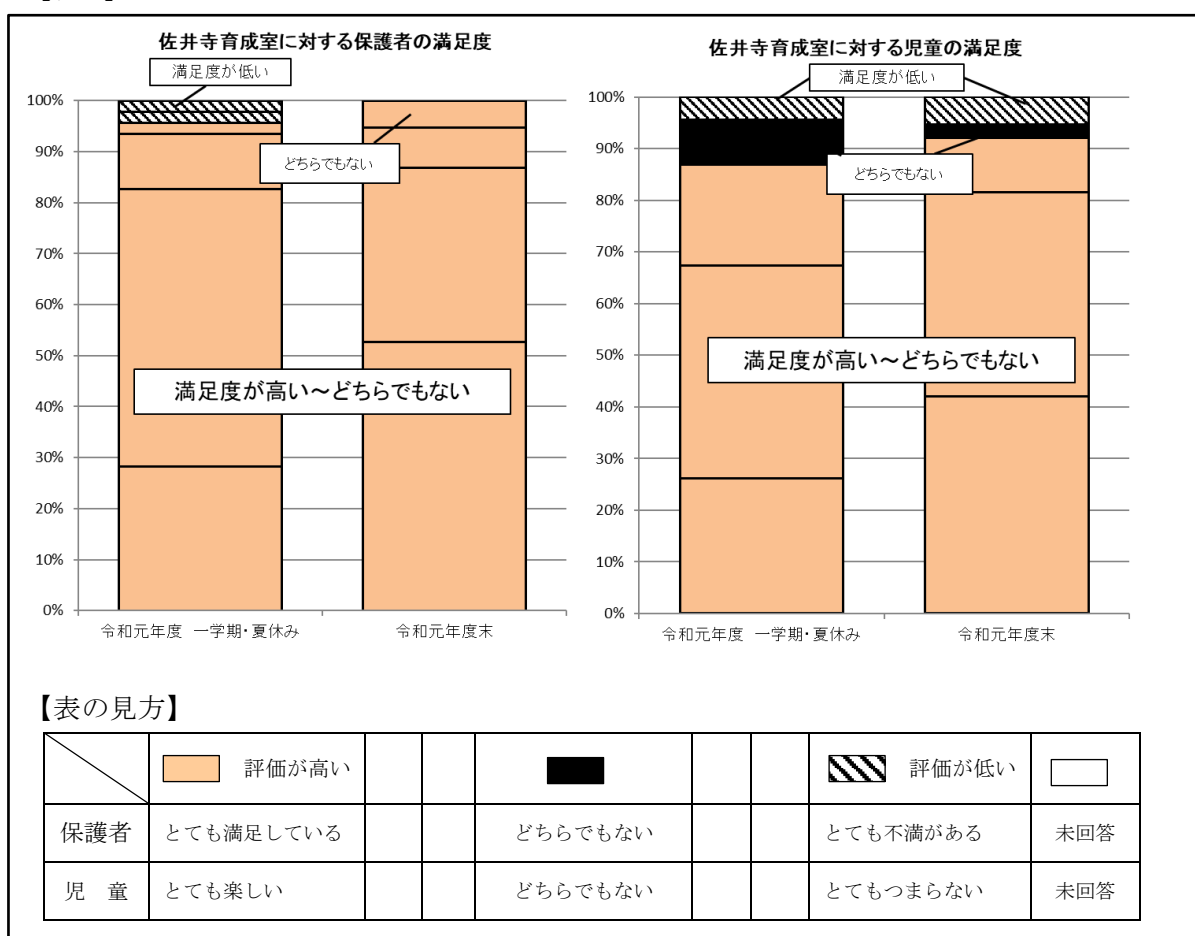 佐井寺育成室に対する保護者の満足度
満足度が低い
100%
90%
80%
70%
60%
50%
40%
30%
20%
10%
0%
どちらでもない
満足度が高い～どちらでもない
令和元年度 一学期・夏休み
令和元年度末
佐井寺育成室に対する児童の満足度
満足度が低い
100%
90%
80%
70%
60%
50%
40%
30%
20%
10%
0%
どちらでもない
満足度が高い～どちらでもない
令和元年度 一学期・夏休み
令和元年度末
【表の見方】
評価が高い 評価が低い
保護者 とても満足している どちらでもない とても不満がある 未回答
児 童 とても楽しい どちらでもない とてもつまらない 未回答